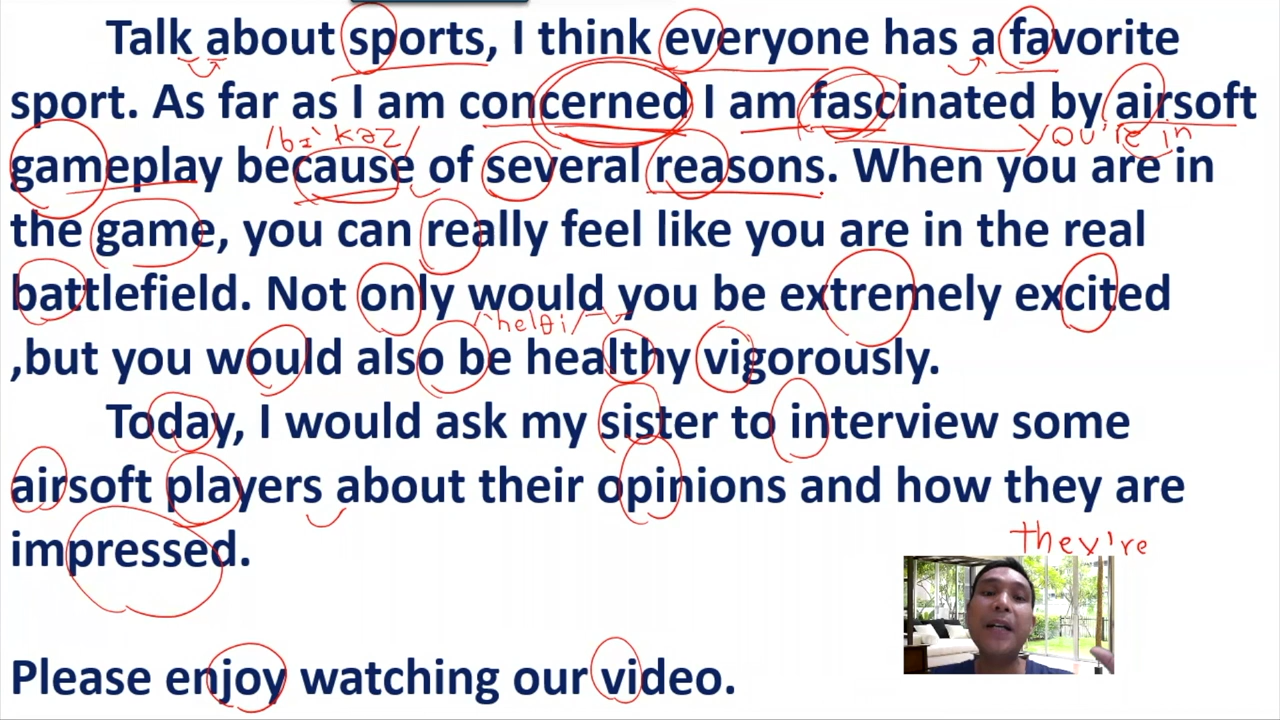 Talk about sports, I think everyone has a favorite
sport. As far as I am concerned I am fascinated by airsoft
/bɪˈkəz/ you're in
gameplay because of several reasons. When you are in
the game, you can really feel like you are in the real
battlefield. Not only would you be extremely excited
/ˈhelθi/
,but you would also be healthy vigorously.
Today, I would ask my sister to interview some
airsoft players about their opinions and how they are
they're
impressed.
Please enjoy watching our video.